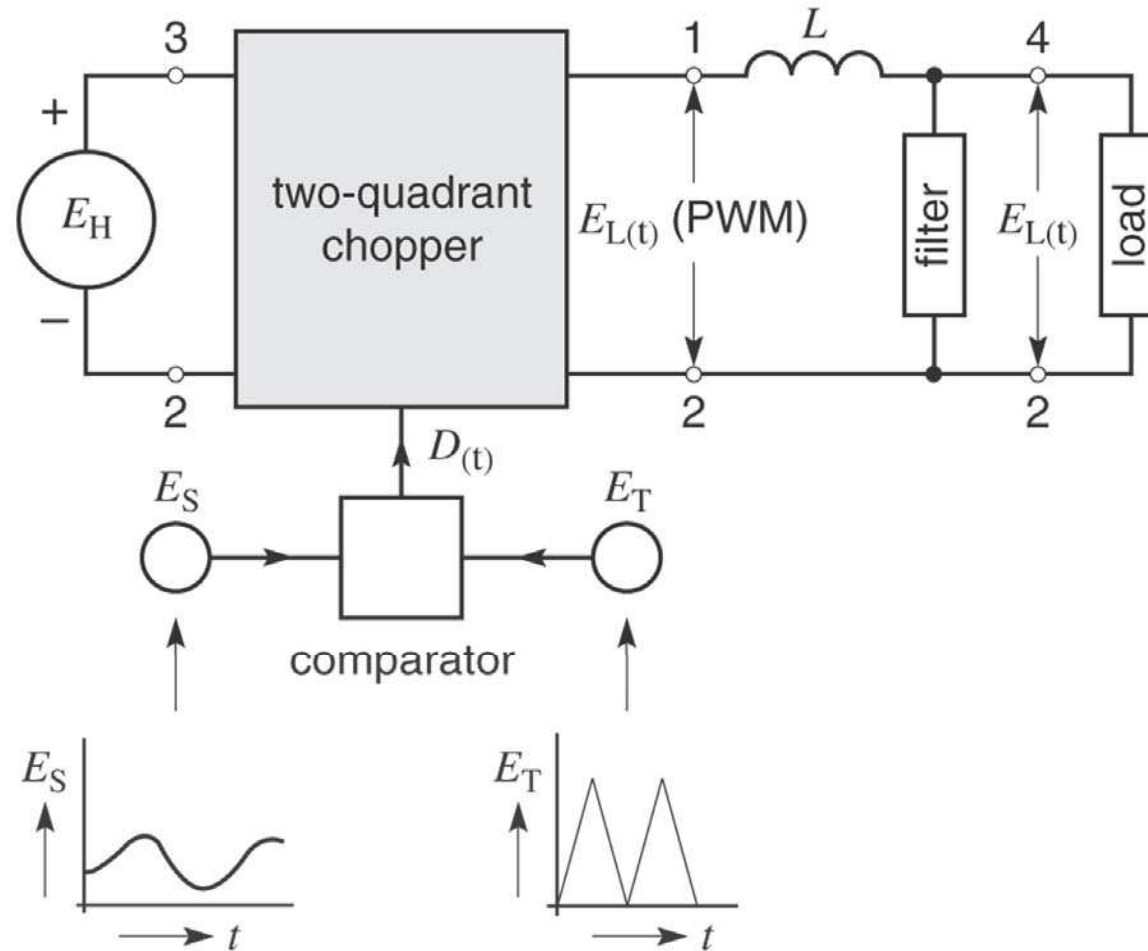 3
1
L
4
+
E_H
−
two-quadrant
chopper
E_L(t) (PWM)
filter
E_L(t)
load
2
2
2
D_(t)
E_S
E_T
comparator
E_S
E_T
t
t